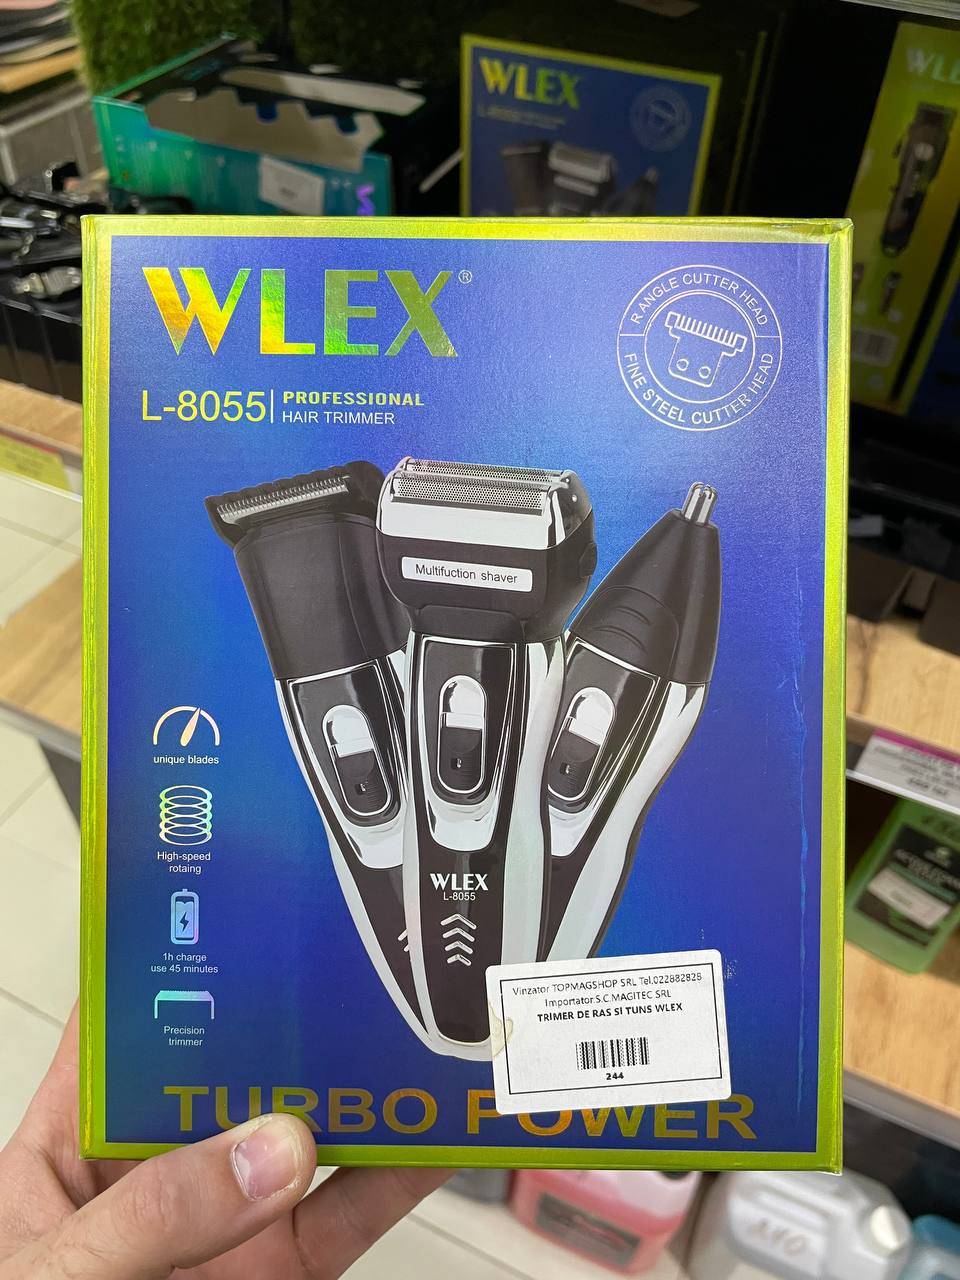 WLEX
WLEX
WLEX®
R ANGLE CUTTER HEAD
FINE STEEL CUTTER HEAD
L-8055
PROFESSIONAL
HAIR TRIMMER
Multifuction shaver
unique blades
High-speed
rotaing
1h charge
use 45 minutes
Precision
trimmer
WLEX
L-8055
Vinzator TOPMAGSHOP SRL Tel.022882828
Importator:S.C.MAGITEC SRL
TRIMER DE RAS SI TUNS WLEX
244
TURBO POWER